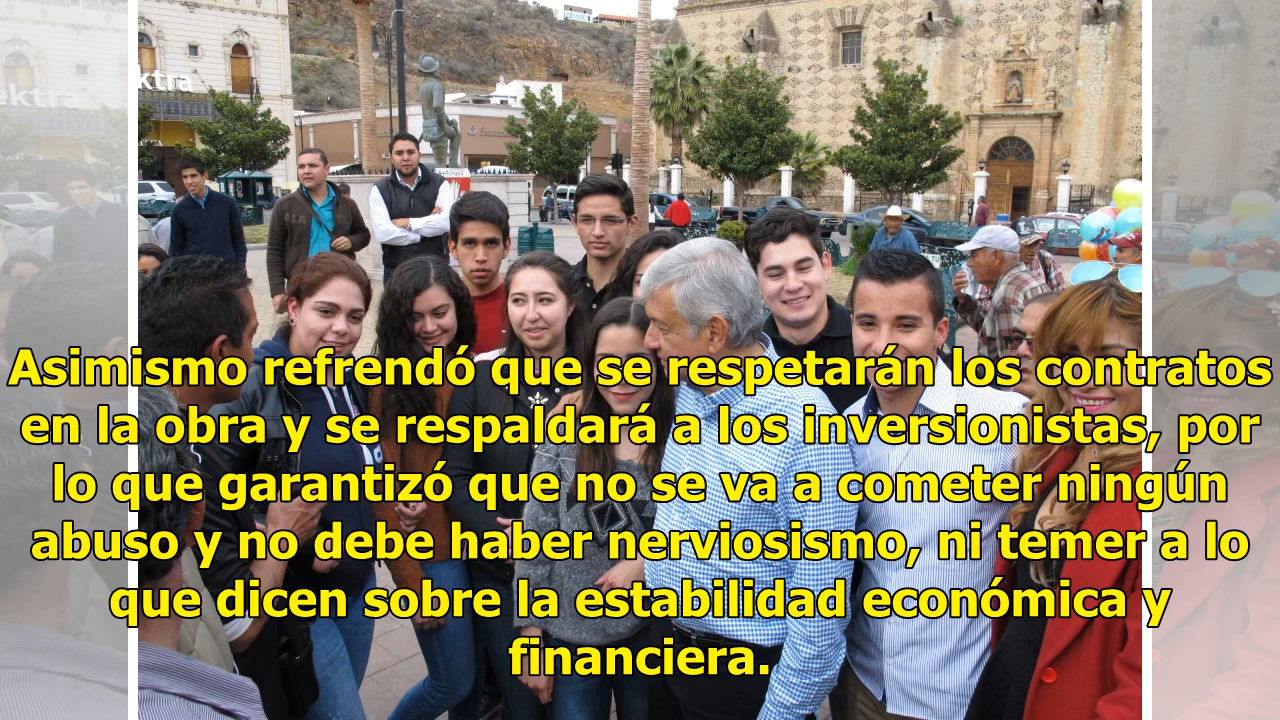 ktra
Asimismo refrendó que se respetarán los contratos
en la obra y se respaldará a los inversionistas, por
lo que garantizó que no se va a cometer ningún
abuso y no debe haber nerviosismo, ni temer a lo
que dicen sobre la estabilidad económica y
financiera.